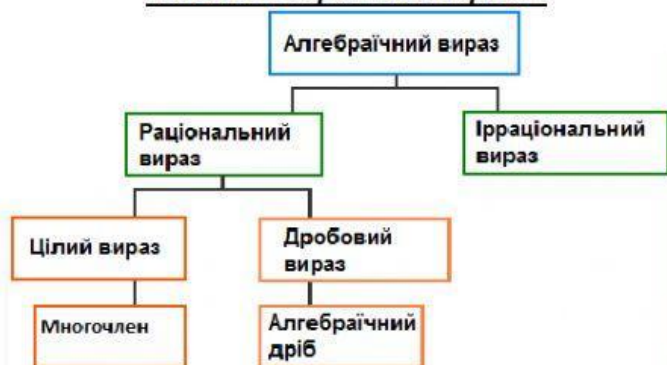 Алгебраїчний вираз
Раціональний
вираз
Ірраціональний
вираз
Цілий вираз
Дробовий
вираз
Многочлен
Алгебраїчний
дріб